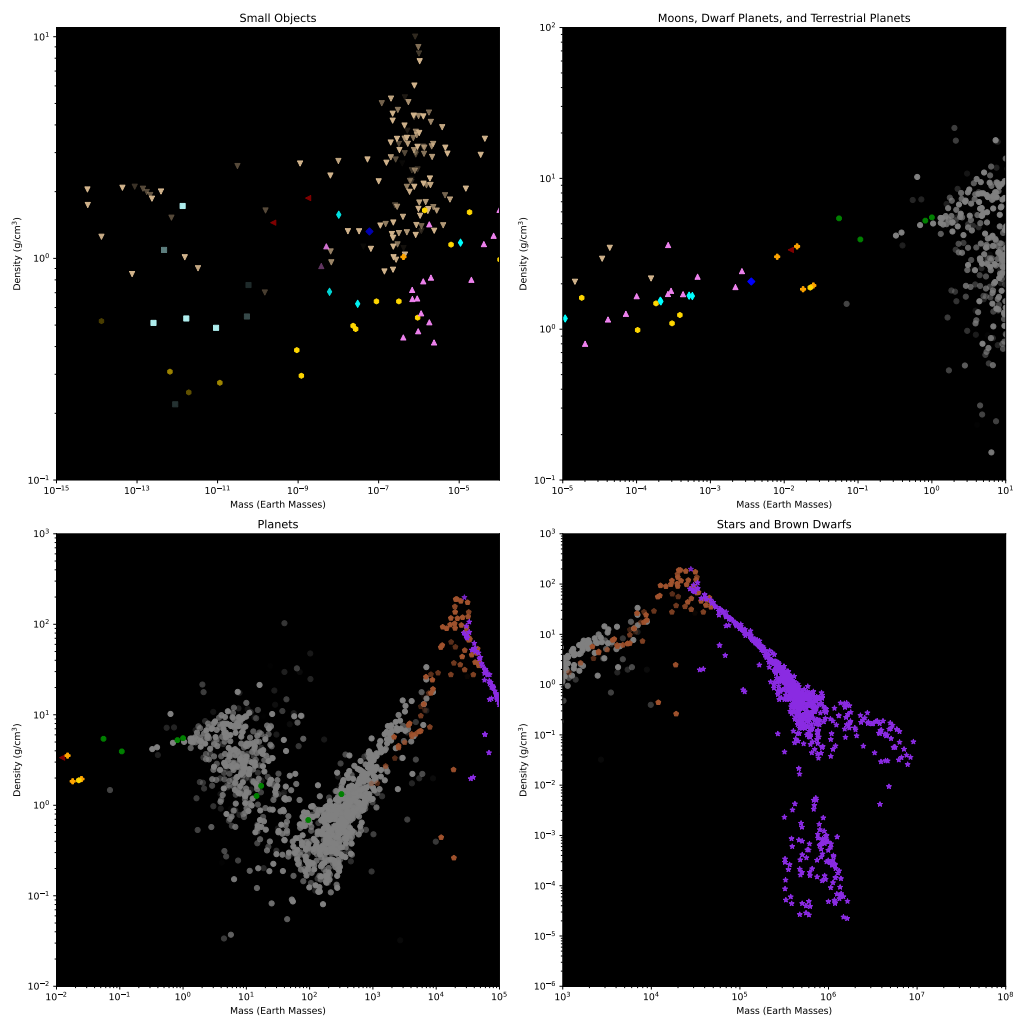 Small Objects
Density (g/cm³)
10¹
10⁰
10⁻¹
10⁻¹⁵ 10⁻¹³ 10⁻¹¹ 10⁻⁹ 10⁻⁷ 10⁻⁵
Mass (Earth Masses)
Moons, Dwarf Planets, and Terrestrial Planets
Density (g/cm³)
10²
10¹
10⁰
10⁻¹
10⁻⁵ 10⁻⁴ 10⁻³ 10⁻² 10⁻¹ 10⁰ 10¹
Mass (Earth Masses)
Planets
Density (g/cm³)
10³
10²
10¹
10⁰
10⁻¹
10⁻²
10⁻² 10⁻¹ 10⁰ 10¹ 10² 10³ 10⁴ 10⁵
Mass (Earth Masses)
Stars and Brown Dwarfs
Density (g/cm³)
10³
10²
10¹
10⁰
10⁻¹
10⁻²
10⁻³
10⁻⁴
10⁻⁵
10⁻⁶
10³ 10⁴ 10⁵ 10⁶ 10⁷ 10⁸
Mass (Earth Masses)